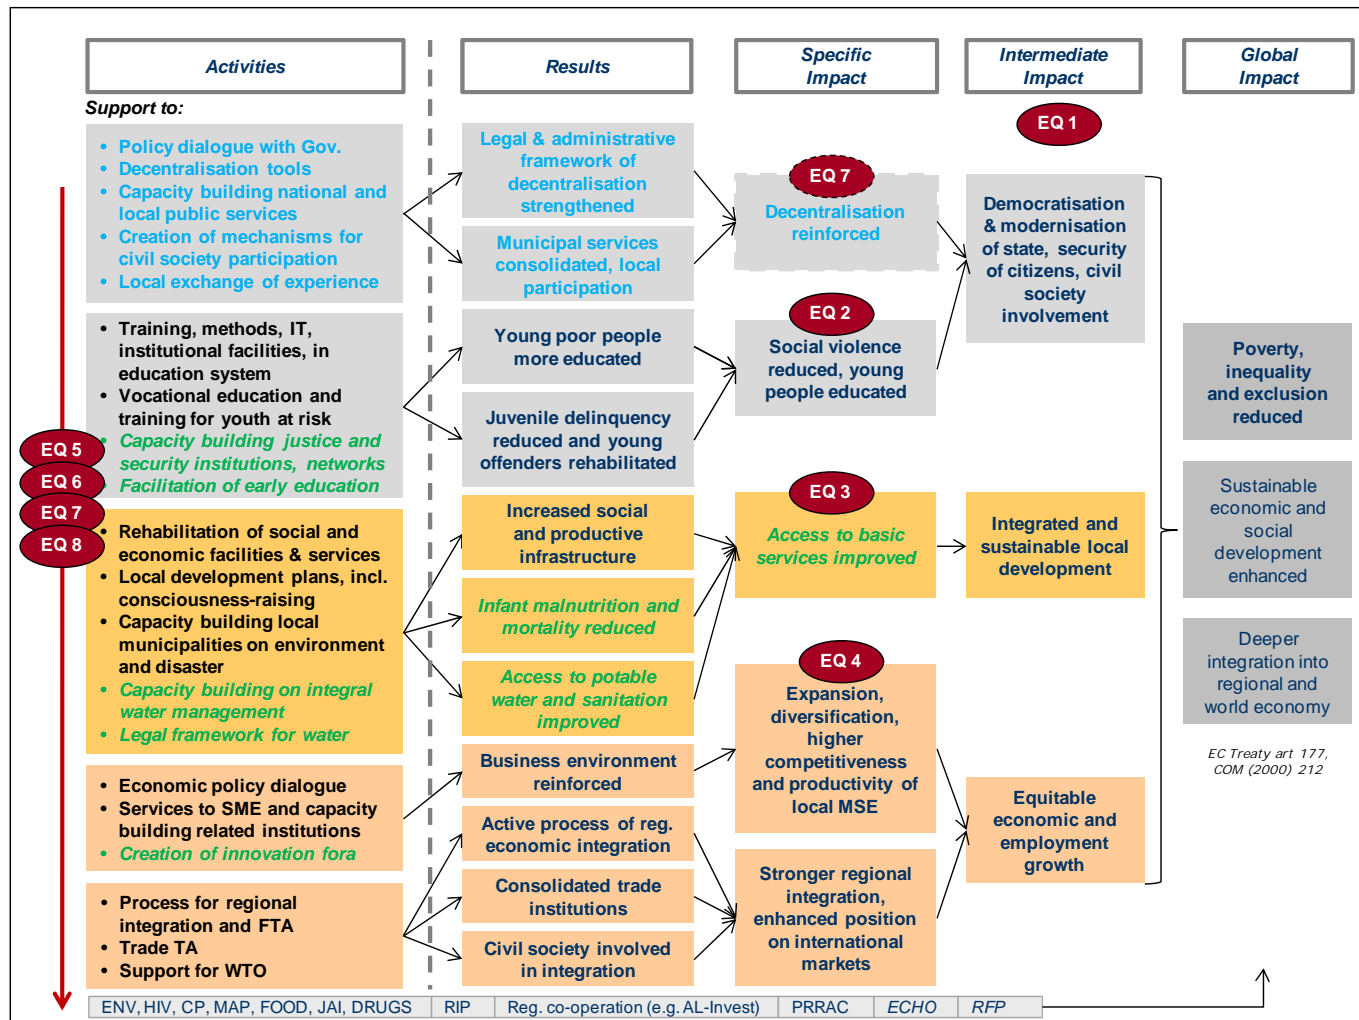 Activities
Results
Specific
Impact
Intermediate
Impact
Global
Impact
Support to:
EQ 1
• Policy dialogue with Gov.
• Decentralisation tools
• Capacity building national and
local public services
• Creation of mechanisms for
civil society participation
• Local exchange of experience
Legal & administrative
framework of
decentralisation
strengthened
Municipal services
consolidated, local
participation
EQ 7
Decentralisation
reinforced
Democratisation
& modernisation
of state, security
of citizens, civil
society
involvement
• Training, methods, IT,
institutional facilities, in
education system
• Vocational education and
training for youth at risk
• Capacity building justice and
security institutions, networks
• Facilitation of early education
Young poor people
more educated
Juvenile delinquency
reduced and young
offenders rehabilitated
EQ 2
Social violence
reduced, young
people educated
Poverty,
inequality
and exclusion
reduced
EQ 5
EQ 6
EQ 7
EQ 8
• Rehabilitation of social and
economic facilities & services
• Local development plans, incl.
consciousness-raising
• Capacity building local
municipalities on environment
and disaster
• Capacity building on integral
water management
• Legal framework for water
Increased social
and productive
infrastructure
Infant malnutrition and
mortality reduced
Access to potable
water and sanitation
improved
EQ 3
Access to basic
services improved
Integrated and
sustainable local
development
Sustainable
economic and
social
development
enhanced
Deeper
integration into
regional and
world economy
EC Treaty art 177,
COM (2000) 212
• Economic policy dialogue
• Services to SME and capacity
building related institutions
• Creation of innovation fora
Business environment
reinforced
Active process of reg.
economic integration
EQ 4
Expansion,
diversification,
higher
competitiveness
and productivity of
local MSE
Equitable
economic and
employment
growth
• Process for regional
integration and FTA
• Trade TA
• Support for WTO
Consolidated trade
institutions
Civil society involved
in integration
Stronger regional
integration,
enhanced position
on international
markets
ENV, HIV, CP, MAP, FOOD, JAI, DRUGS
RIP
Reg. co-operation (e.g. AL-Invest)
PRRAC
ECHO
RFP